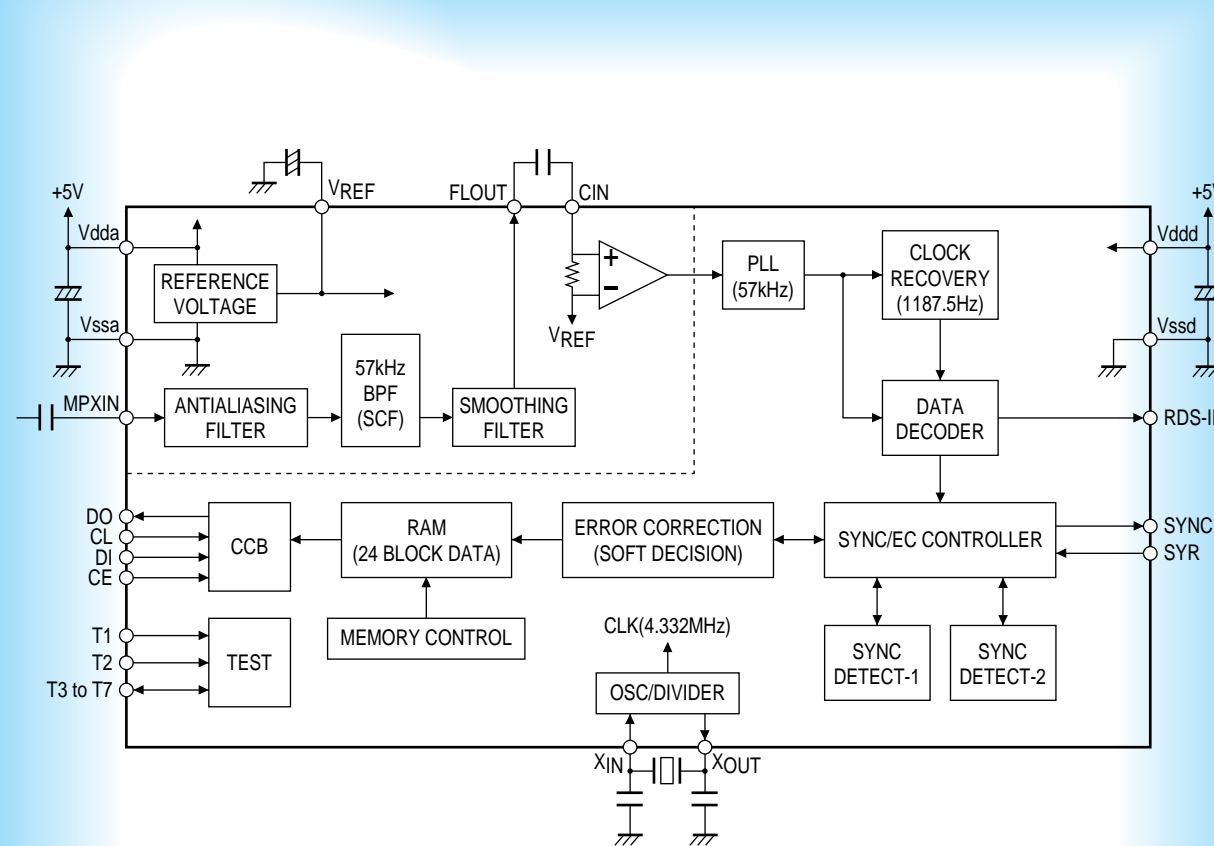 VREF
FLOUT
CIN
+5V
Vdda
REFERENCE
VOLTAGE
Vssa
MPXIN
ANTIALIASING
FILTER
57kHz
BPF
(SCF)
SMOOTHING
FILTER
+
−
VREF
PLL
(57kHz)
CLOCK
RECOVERY
(1187.5Hz)
DATA
DECODER
Vddd
Vssd
DO
CL
DI
CE
CCB
RAM
(24 BLOCK DATA)
ERROR CORRECTION
(SOFT DECISION)
SYNC/EC CONTROLLER
SYNC
SYR
T1
T2
T3 to T7
TEST
MEMORY CONTROL
CLK(4.332MHz)
OSC/DIVIDER
SYNC
DETECT-1
SYNC
DETECT-2
XIN
XOUT